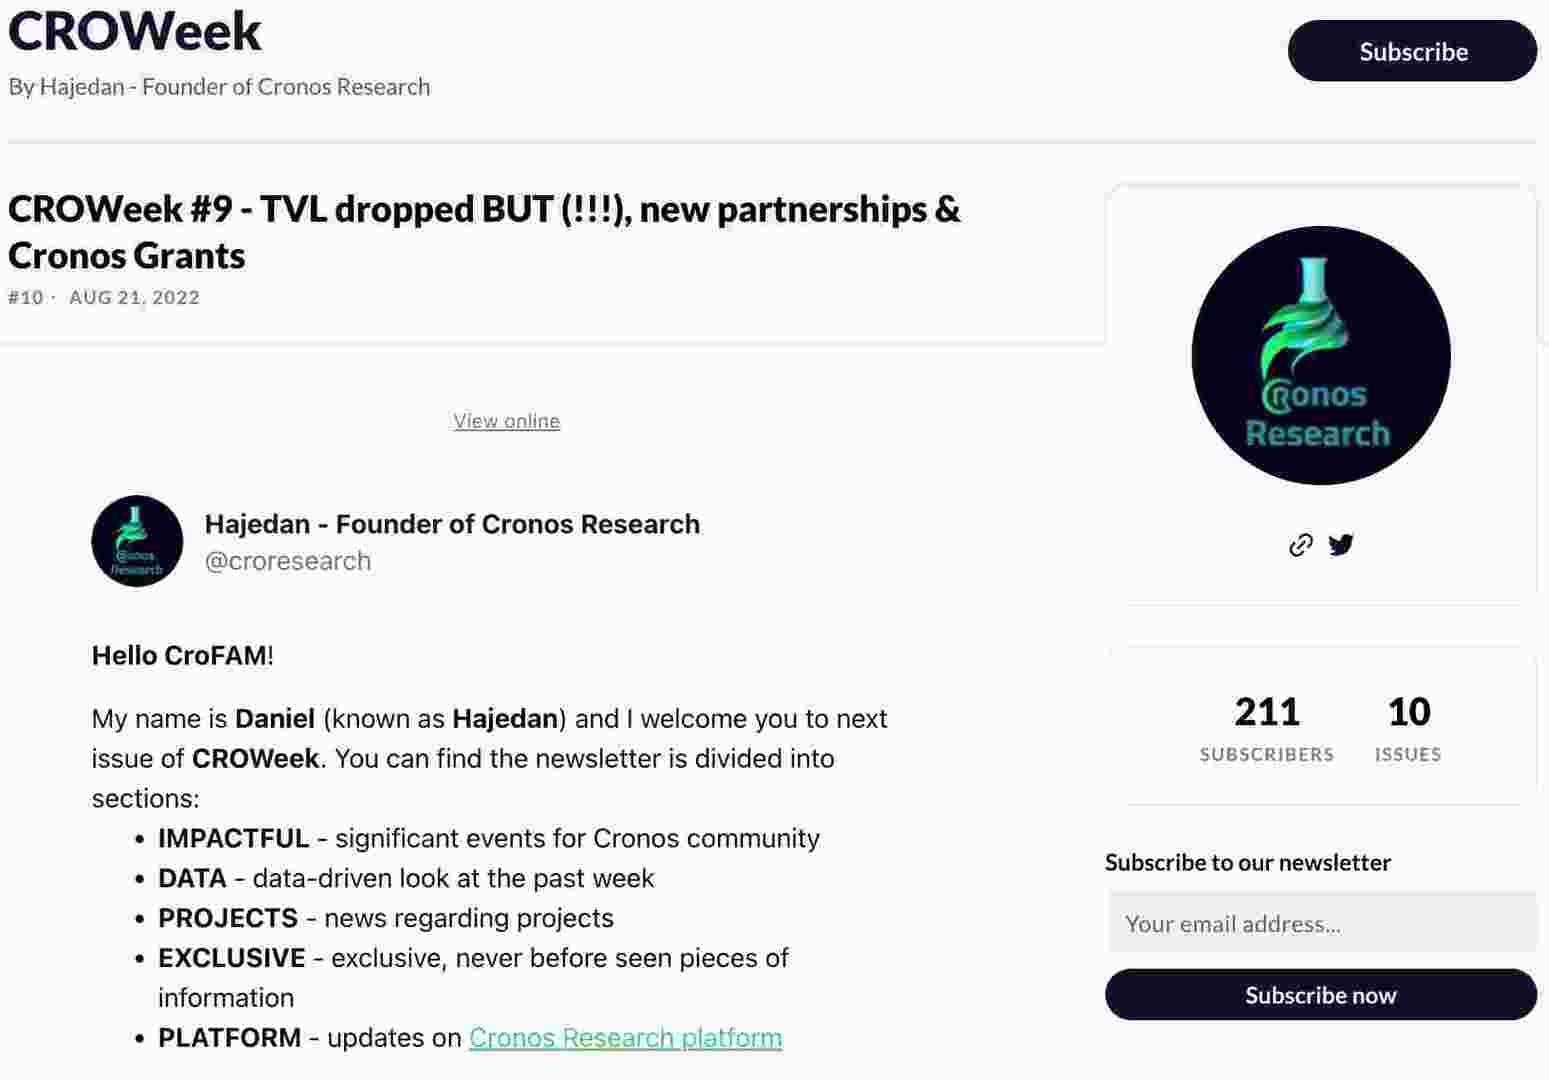 CROWeek
Subscribe
By Hajedan - Founder of Cronos Research
CROWeek #9 - TVL dropped BUT (!!!), new partnerships &
Cronos Grants
#10 · AUG 21, 2022
View online
Hajedan - Founder of Cronos Research
@croresearch
Hello CroFAM!
My name is Daniel (known as Hajedan) and I welcome you to next
issue of CROWeek. You can find the newsletter is divided into
sections:
• IMPACTFUL - significant events for Cronos community
• DATA - data-driven look at the past week
• PROJECTS - news regarding projects
• EXCLUSIVE - exclusive, never before seen pieces of
information
• PLATFORM - updates on Cronos Research platform
Cronos
Research
Cronos
Research
211 10
SUBSCRIBERS ISSUES
Subscribe to our newsletter
Your email address...
Subscribe now